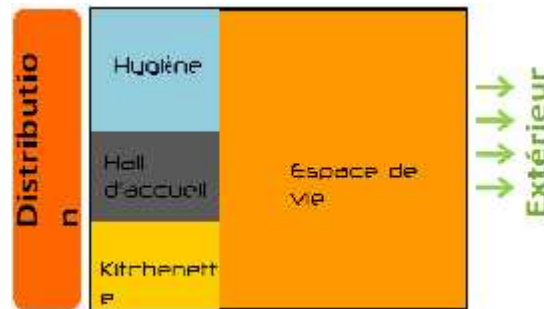 Distributio
n
Hygiène
Hall
d'accueil
Kitchenett
e
Espace de
vie
Extérieur